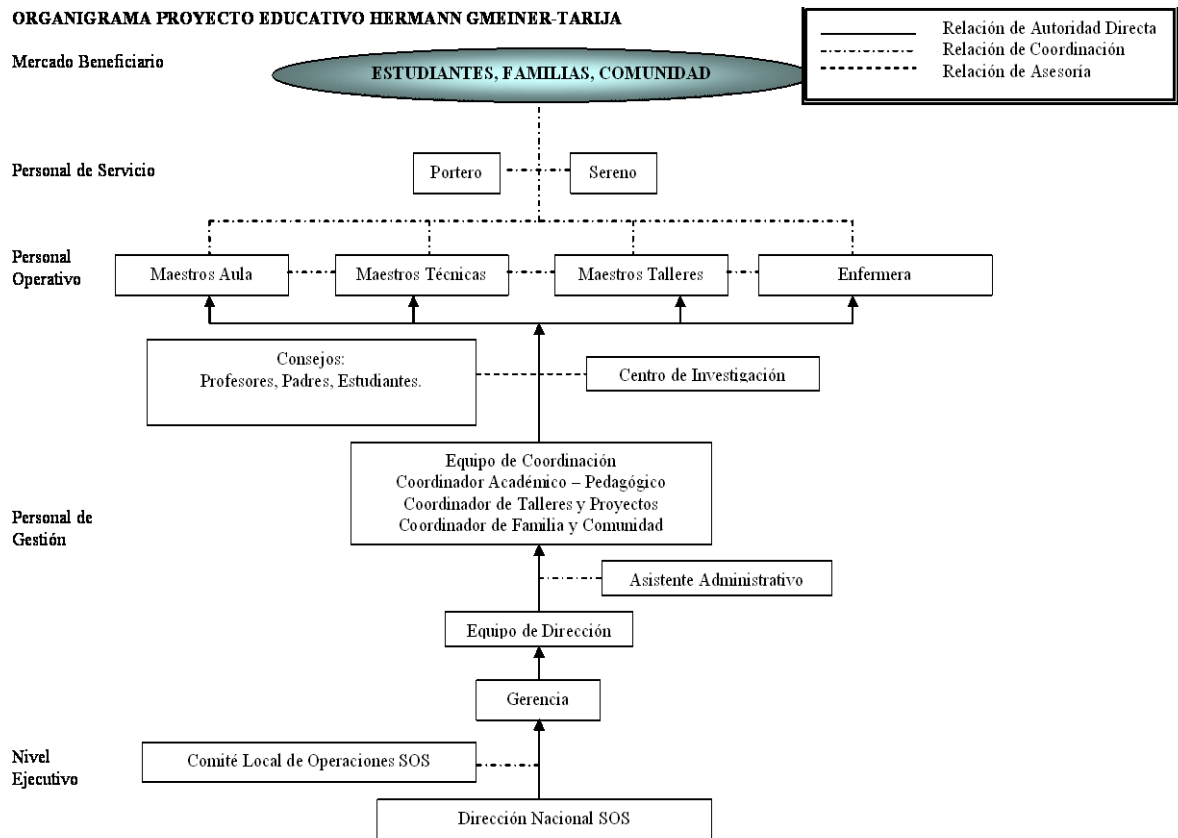 ORGANIGRAMA PROYECTO EDUCATIVO HERMANN GMEINER-TARIJA
Relación de Autoridad Directa
Relación de Coordinación
Relación de Asesoría
Mercado Beneficiario
ESTUDIANTES, FAMILIAS, COMUNIDAD
Personal de Servicio
Portero
Sereno
Personal
Operativo
Maestros Aula
Maestros Técnicas
Maestros Talleres
Enfermera
Consejos:
Profesores, Padres, Estudiantes.
Centro de Investigación
Equipo de Coordinación
Coordinador Académico – Pedagógico
Coordinador de Talleres y Proyectos
Coordinador de Familia y Comunidad
Personal de
Gestión
Asistente Administrativo
Equipo de Dirección
Gerencia
Nivel
Ejecutivo
Comité Local de Operaciones SOS
Dirección Nacional SOS